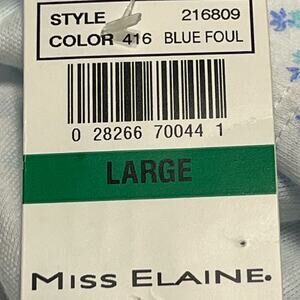 STYLE 216809
COLOR 416 BLUE FOUL
0 28266 70044 1
LARGE
MISS ELAINE.